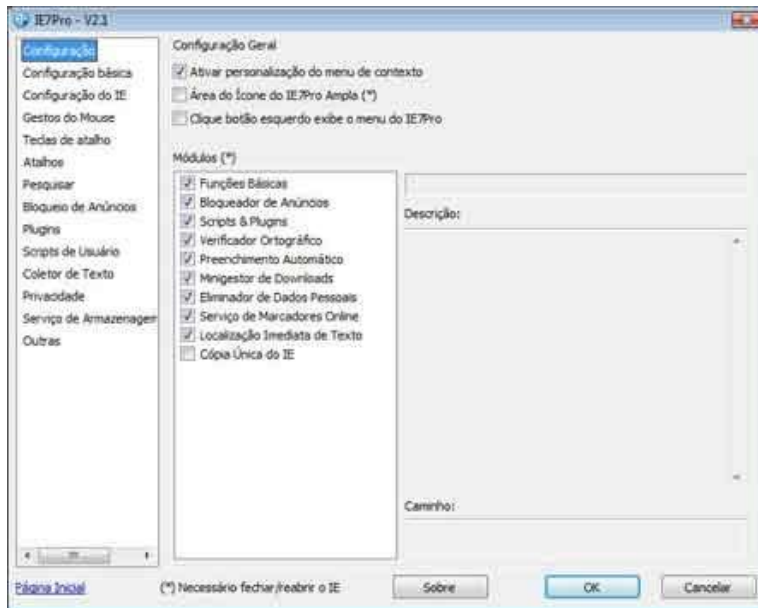 IE7Pro - V2.1
Configuração
Configuração básica
Configuração do IE
Gestos do Mouse
Teclas de atalho
Atalhos
Pesquisar
Bloqueio de Anúncios
Plugins
Scripts de Usuário
Coletor de Texto
Privacidade
Serviço de Armazenagem
Outras
Configuração Geral
Ativar personalização do menu de contexto
Área do Ícone do IE7Pro Ampla (*)
Clique botão esquerdo exibe o menu do IE7Pro
Módulos (*)
Funções Básicas
Bloqueador de Anúncios
Scripts & Plugins
Verificador Ortográfico
Preenchimento Automático
Minigestor de Downloads
Eliminador de Dados Pessoais
Serviço de Marcadores Online
Localização Imediata de Texto
Cópia Única do IE
Descrição:
Caminho:
Página Inicial
(*) Necessário fechar/reabrir o IE
Sobre
OK
Cancelar